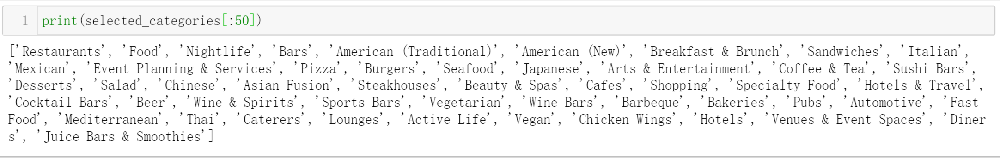 1 print(selected_categories[:50])
['Restaurants', 'Food', 'Nightlife', 'Bars', 'American (Traditional)', 'American (New)', 'Breakfast & Brunch', 'Sandwiches', 'Italian',
'Mexican', 'Event Planning & Services', 'Pizza', 'Burgers', 'Seafood', 'Japanese', 'Arts & Entertainment', 'Coffee & Tea', 'Sushi Bars',
'Desserts', 'Salad', 'Chinese', 'Asian Fusion', 'Steakhouses', 'Beauty & Spas', 'Cafes', 'Shopping', 'Specialty Food', 'Hotels & Travel',
'Cocktail Bars', 'Beer', 'Wine & Spirits', 'Sports Bars', 'Vegetarian', 'Wine Bars', 'Barbeque', 'Bakeries', 'Pubs', 'Automotive', 'Fast
Food', 'Mediterranean', 'Thai', 'Caterers', 'Lounges', 'Active Life', 'Vegan', 'Chicken Wings', 'Hotels', 'Venues & Event Spaces', 'Diner
s', 'Juice Bars & Smoothies']